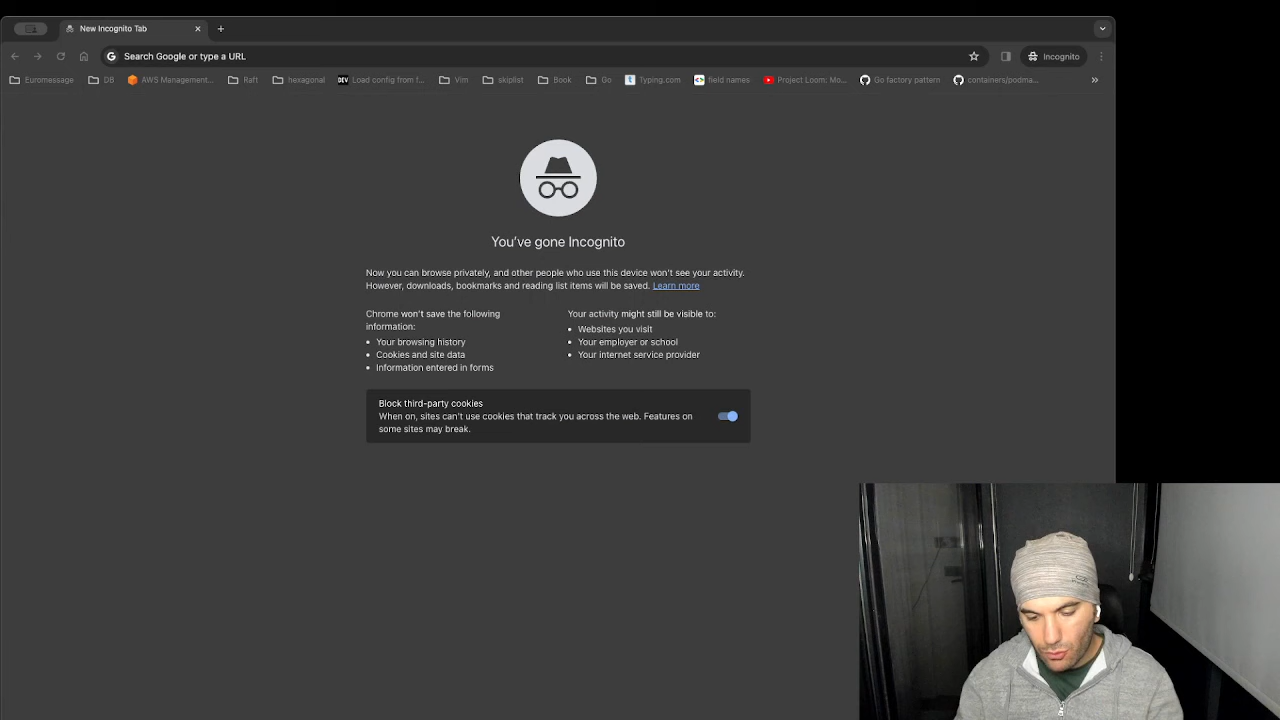 New Incognito Tab
Search Google or type a URL
Incognito
Euromessage
DB
AWS Management...
Raft
hexagonal
DEV
Load config from f...
Vim
skiplist
Book
Go
Typing.com
field names
Project Loom: Mo...
Go factory pattern
containers/podma...
You've gone Incognito
Now you can browse privately, and other people who use this device won't see your activity.
However, downloads, bookmarks and reading list items will be saved. Learn more
Chrome won't save the following
information:
Your browsing history
Cookies and site data
Information entered in forms
Your activity might still be visible to:
Websites you visit
Your employer or school
Your internet service provider
Block third-party cookies
When on, sites can't use cookies that track you across the web. Features on
some sites may break.